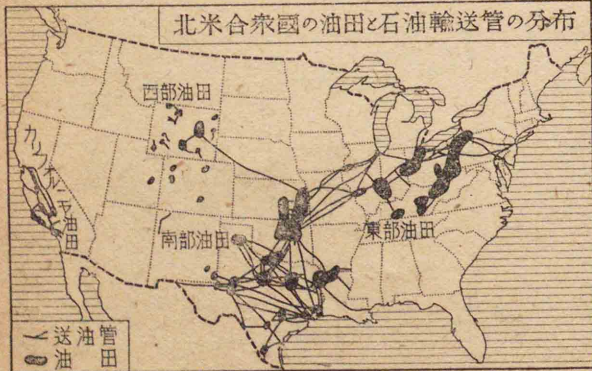 北米合衆國の油田と石油輸送管の分布
西部油田
カリフォルニヤ油田
南部油田
東部油田
送油管
油田